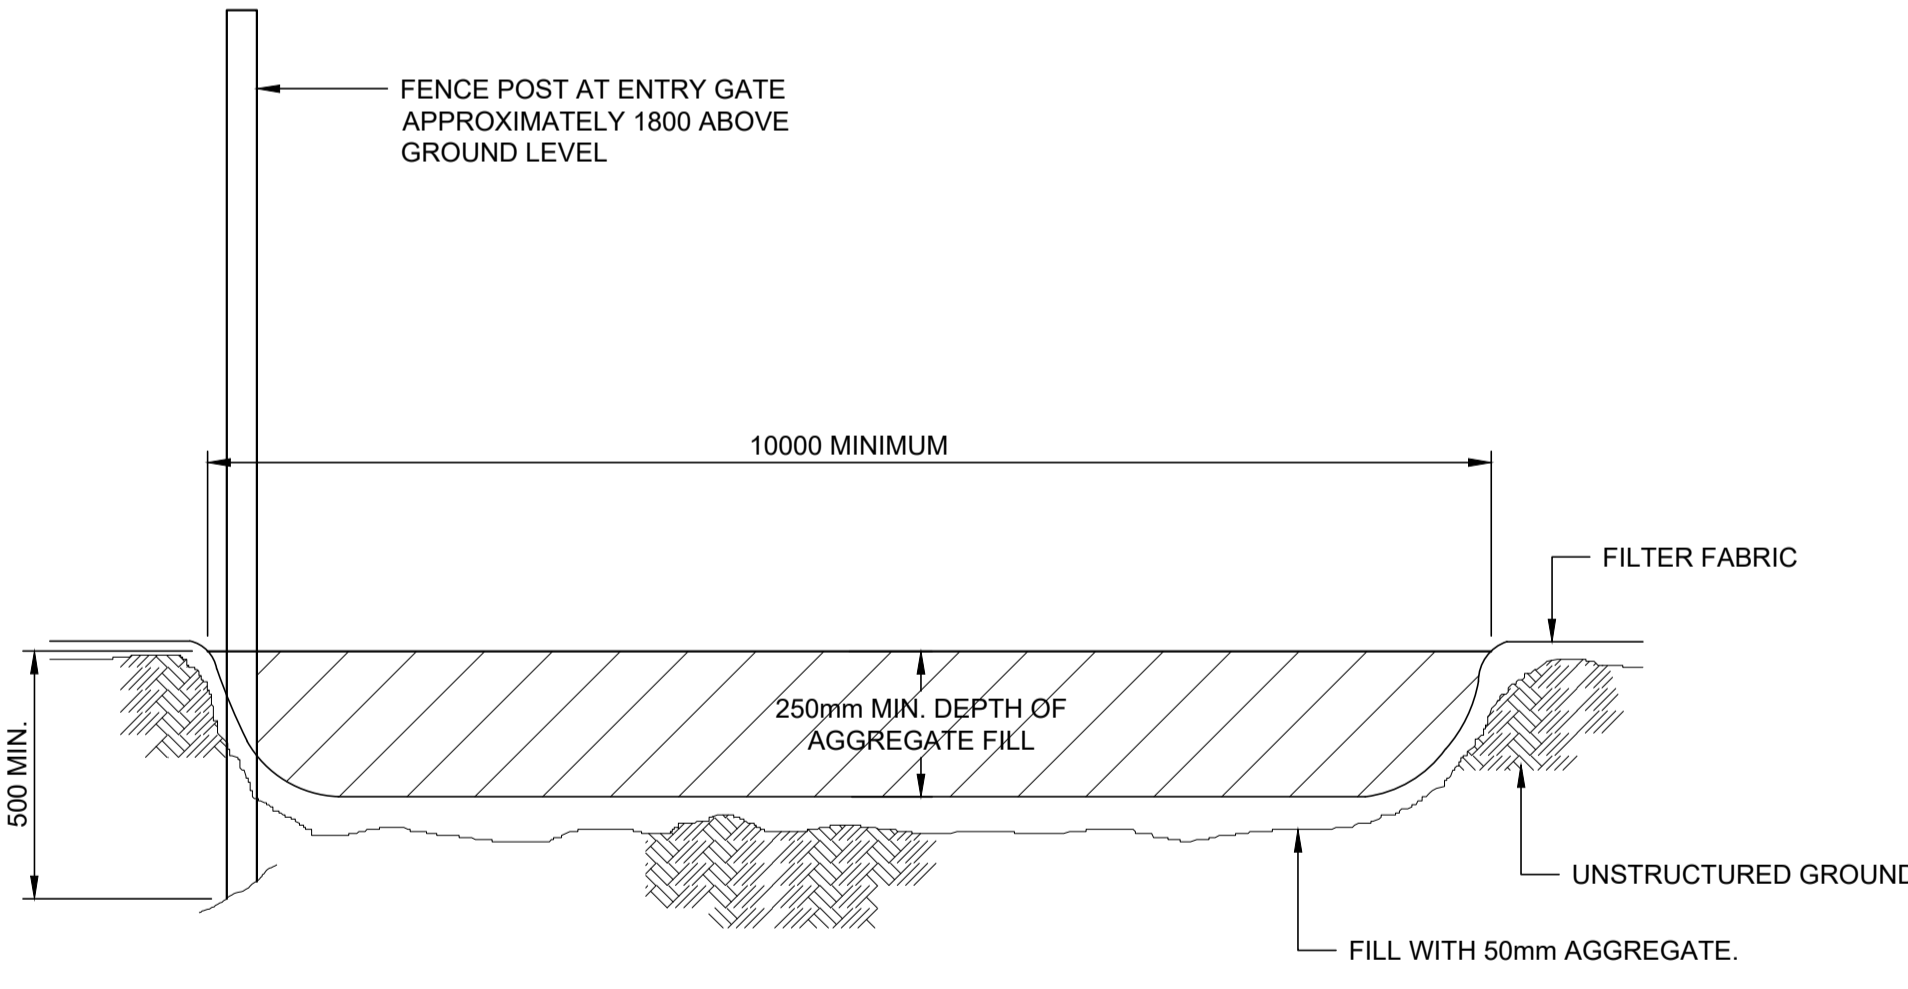 FENCE POST AT ENTRY GATE
APPROXIMATELY 1800 ABOVE
GROUND LEVEL
10000 MINIMUM
FILTER FABRIC
250mm MIN. DEPTH OF
AGGREGATE FILL
500 MIN.
UNSTRUCTURED GROUND
FILL WITH 50mm AGGREGATE.